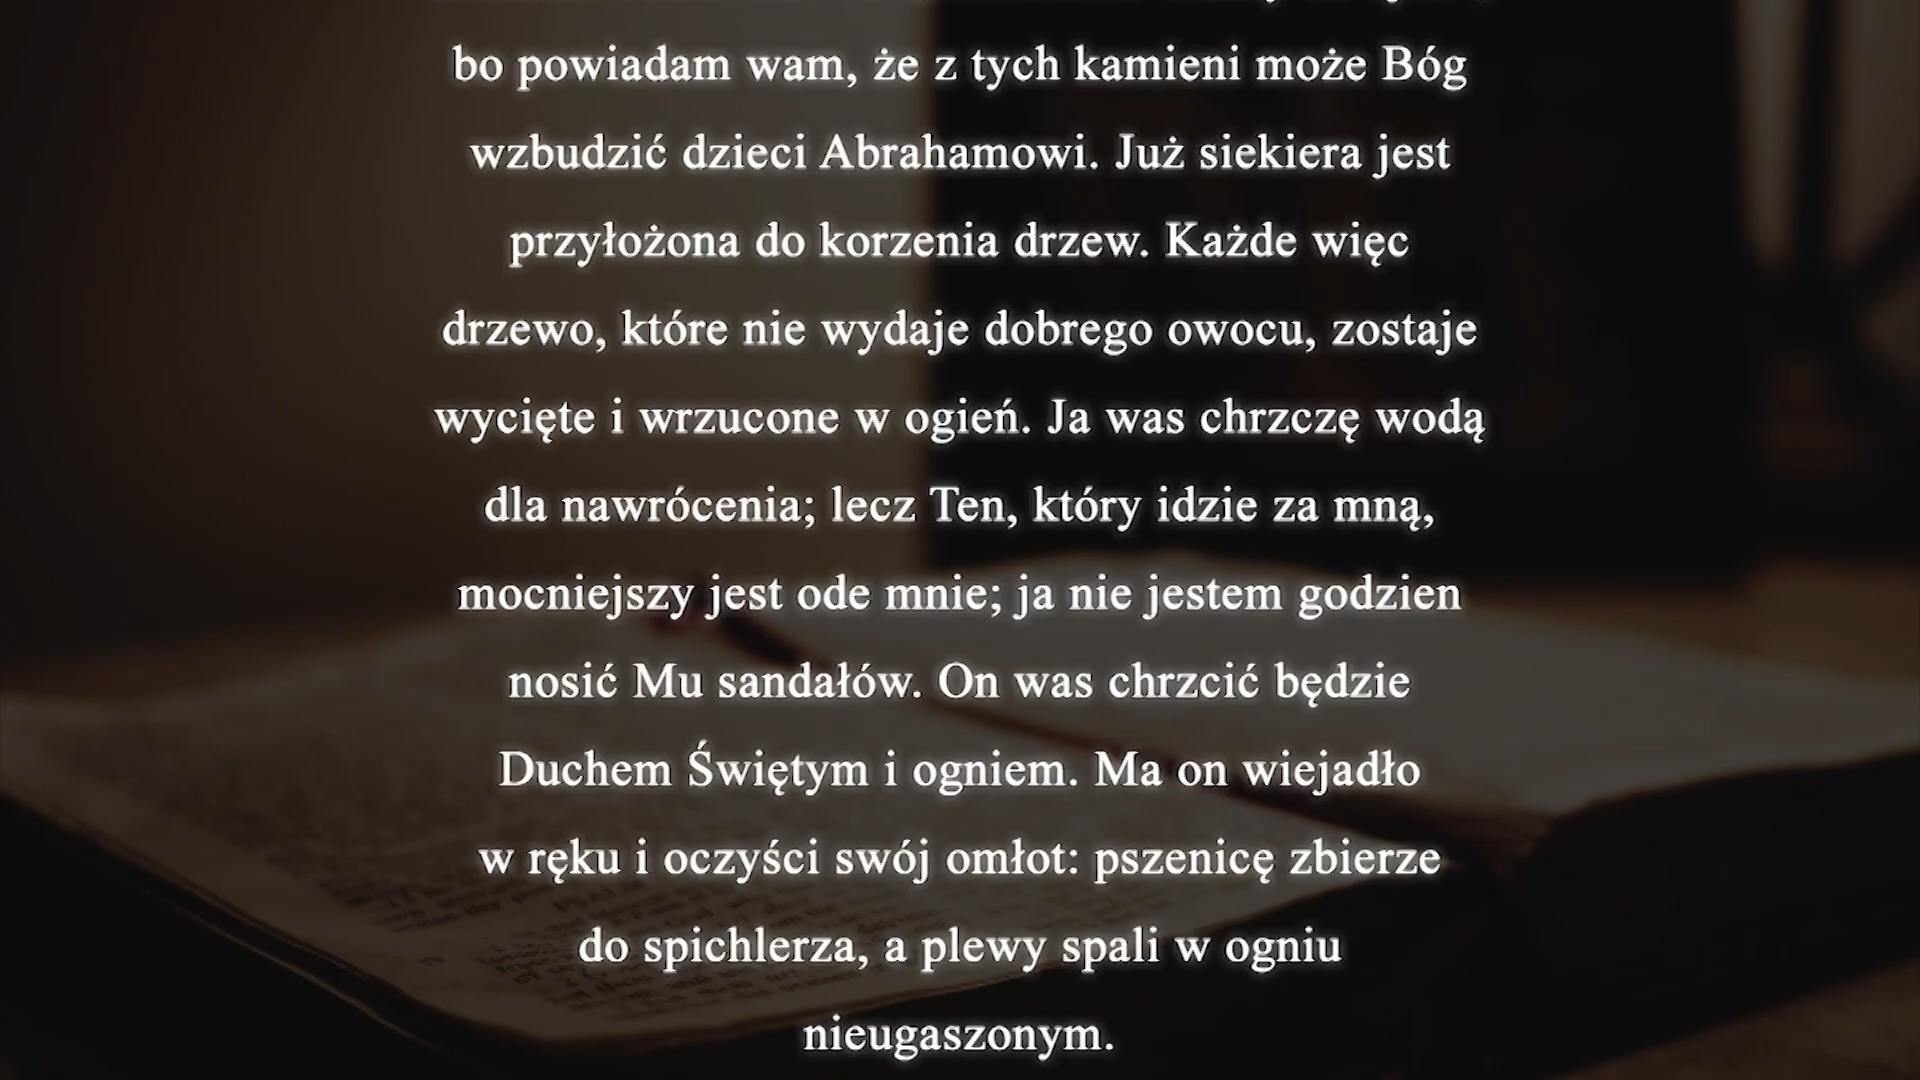 bo powiadam wam, że z tych kamieni może Bóg
wzbudzić dzieci Abrahamowi. Już siekiera jest
przyłożona do korzenia drzew. Każde więc
drzewo, które nie wydaje dobrego owocu, zostaje
wycięte i wrzucone w ogień. Ja was chrzczę wodą
dla nawrócenia; lecz Ten, który idzie za mną,
mocniejszy jest ode mnie; ja nie jestem godzien
nosić Mu sandałów. On was chrzcić będzie
Duchem Świętym i ogniem. Ma on wiejadło
w ręku i oczyści swój omłot: pszenicę zbierze
do spichlerza, a plewy spali w ogniu
nieugaszonym.